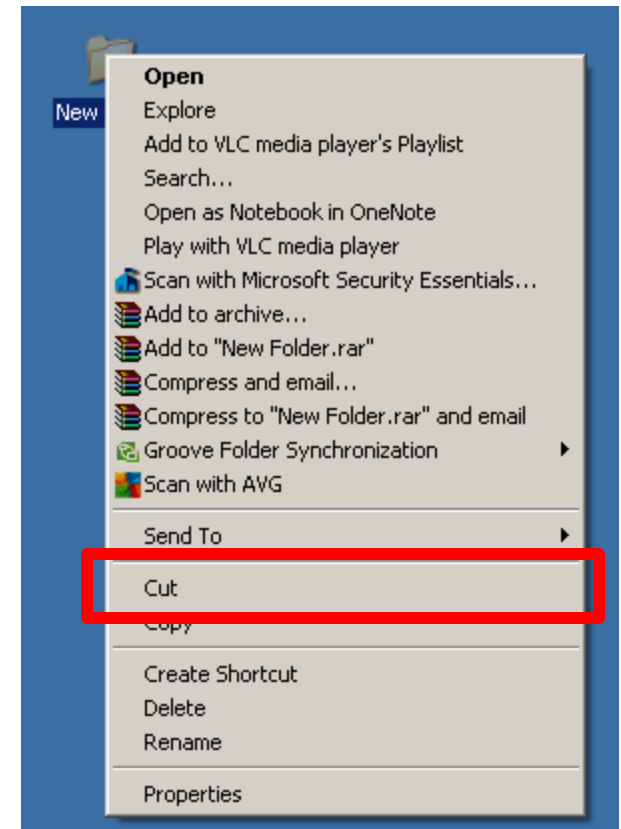 Open
New
Explore
Add to VLC media player's Playlist
Search...
Open as Notebook in OneNote
Play with VLC media player
Scan with Microsoft Security Essentials...
Add to archive...
Add to "New Folder.rar"
Compress and email...
Compress to "New Folder.rar" and email
Groove Folder Synchronization
Scan with AVG
Send To
Cut
Copy
Create Shortcut
Delete
Rename
Properties